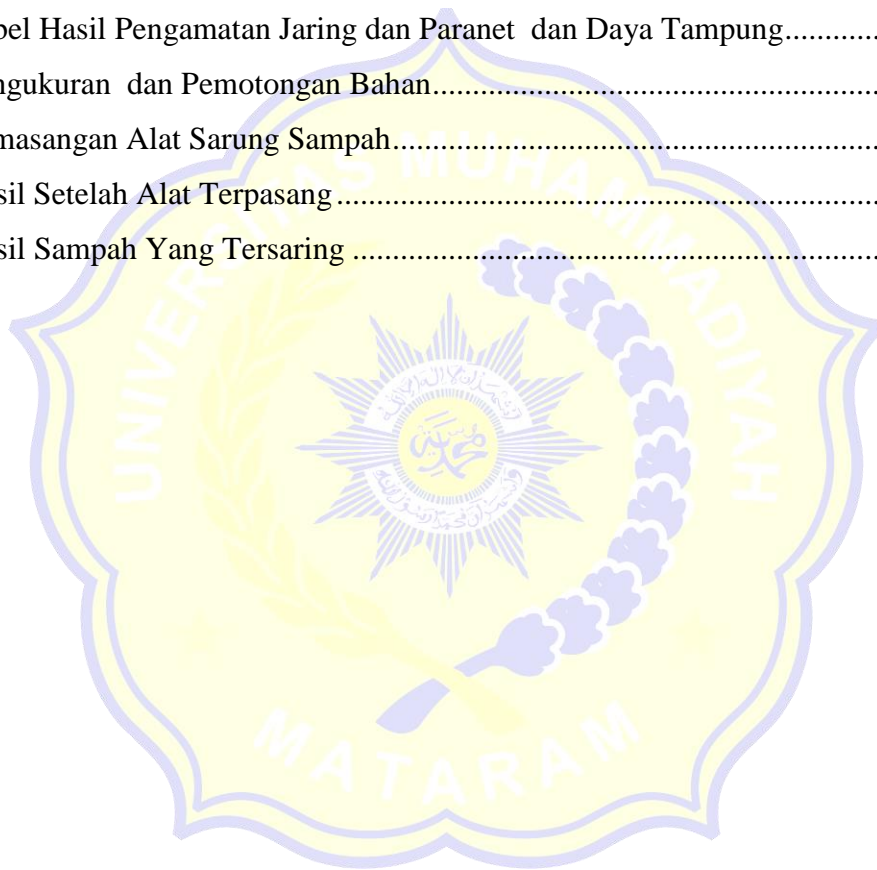 bel Hasil Pengamatan Jaring dan Paranet dan Daya Tampung............
ngukuran dan Pemotongan Bahan.........................................................
masangan Alat Sarung Sampah..............................................................
sil Setelah Alat Terpasang.....................................................................
sil Sampah Yang Tersaring...................................................................
UNIVERSITAS MUHAMMADIYAH
MATARAM